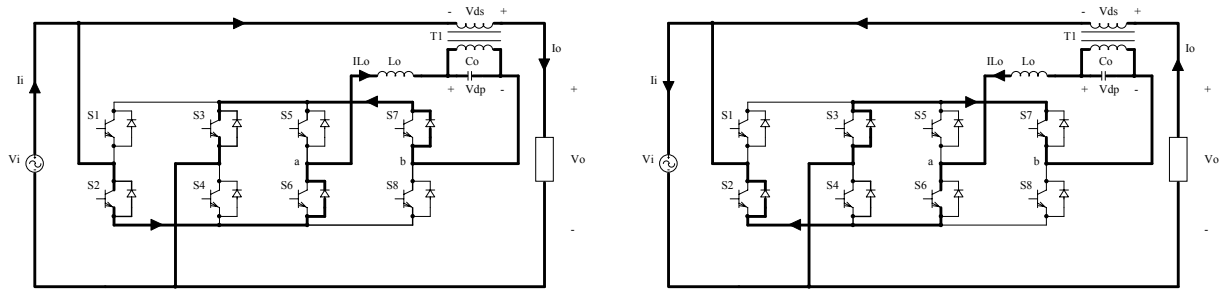 - Vds +
T1
Io
Ii
ILo Lo Co
+ Vdp -
+
S1 S3 S5 S7
Vi
a
b
Vo
S2 S4 S6 S8
-
- Vds +
T1
Io
Ii
ILo Lo Co
+ Vdp -
+
S1 S3 S5 S7
Vi
a
b
Vo
S2 S4 S6 S8
-